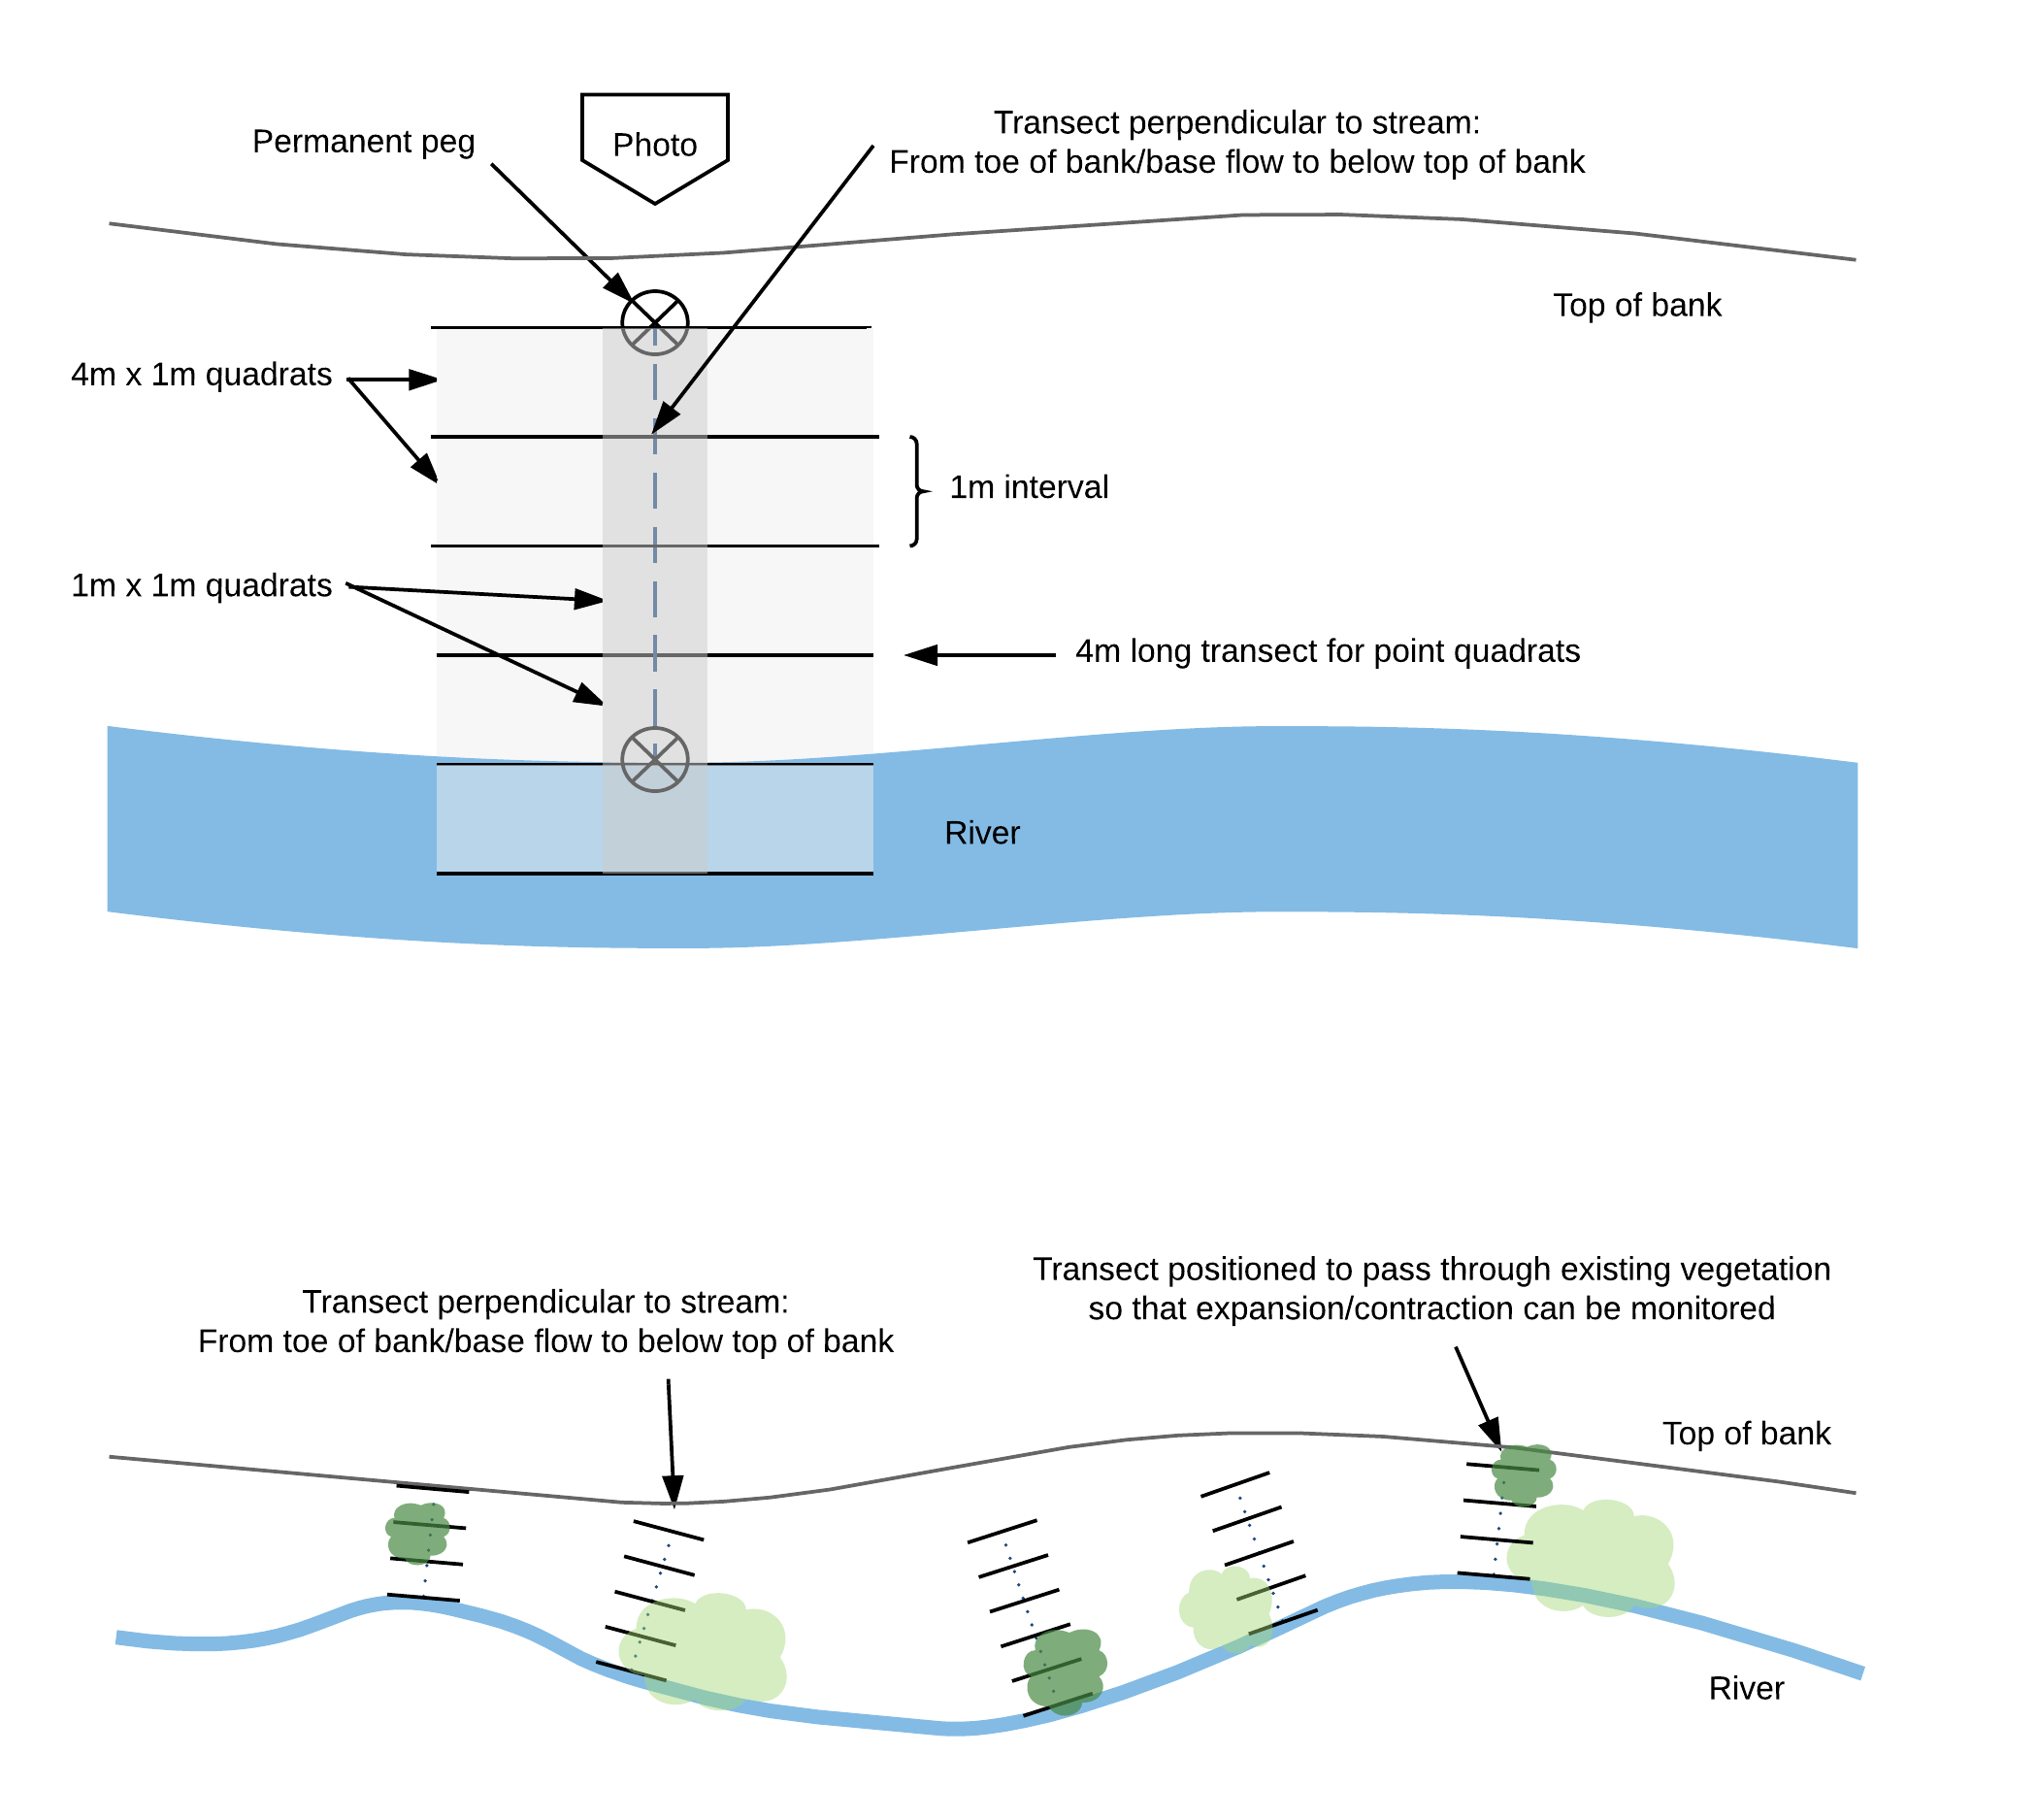 Permanent peg
Photo
Transect perpendicular to stream:
From toe of bank/base flow to below top of bank
Top of bank
4m x 1m quadrats
1m interval
1m x 1m quadrats
4m long transect for point quadrats
River
Transect perpendicular to stream:
From toe of bank/base flow to below top of bank
Transect positioned to pass through existing vegetation
so that expansion/contraction can be monitored
Top of bank
River